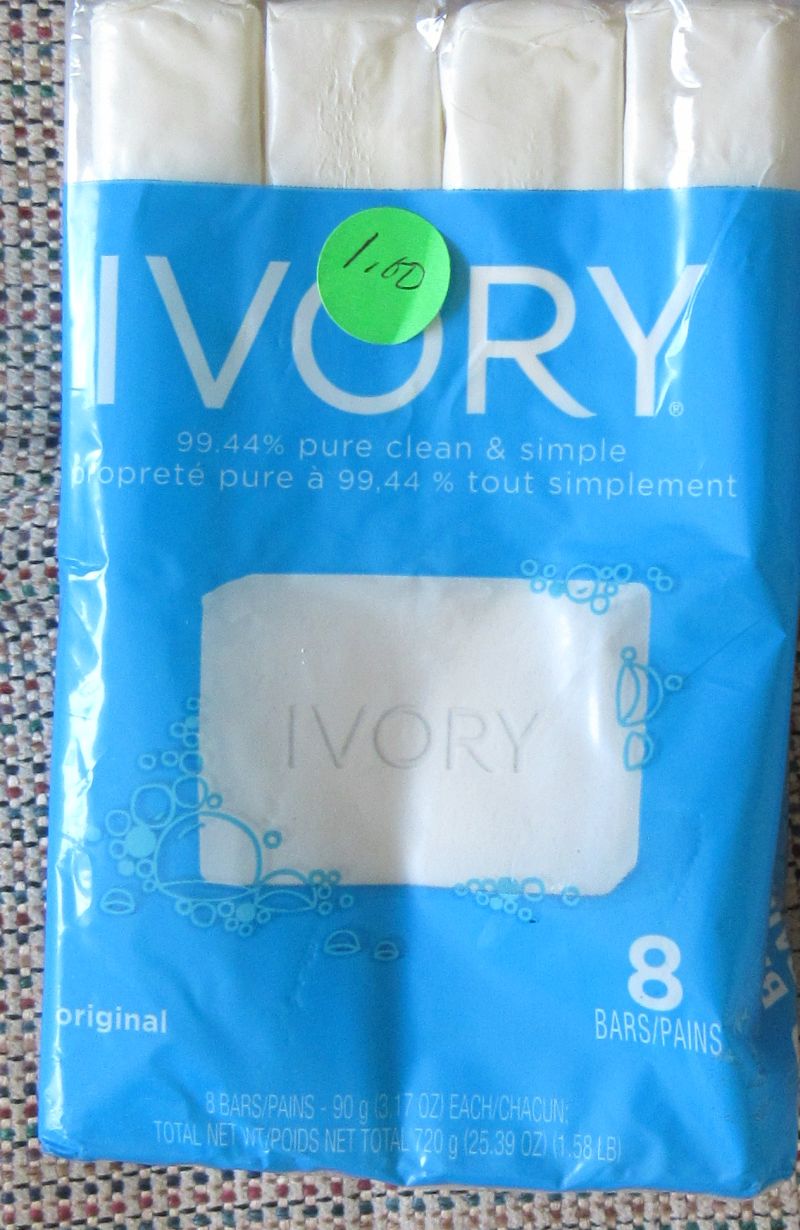 1.00
IVORY®
99.44% pure clean & simple
propreté pure à 99,44 % tout simplement
IVORY
8
BARS/PAINS
original
8 BARS/PAINS - 90 g (3.17 OZ) EACH/CHACUN:
TOTAL NET WT/POIDS NET TOTAL 720 g (25.39 OZ) (1.58 LB)